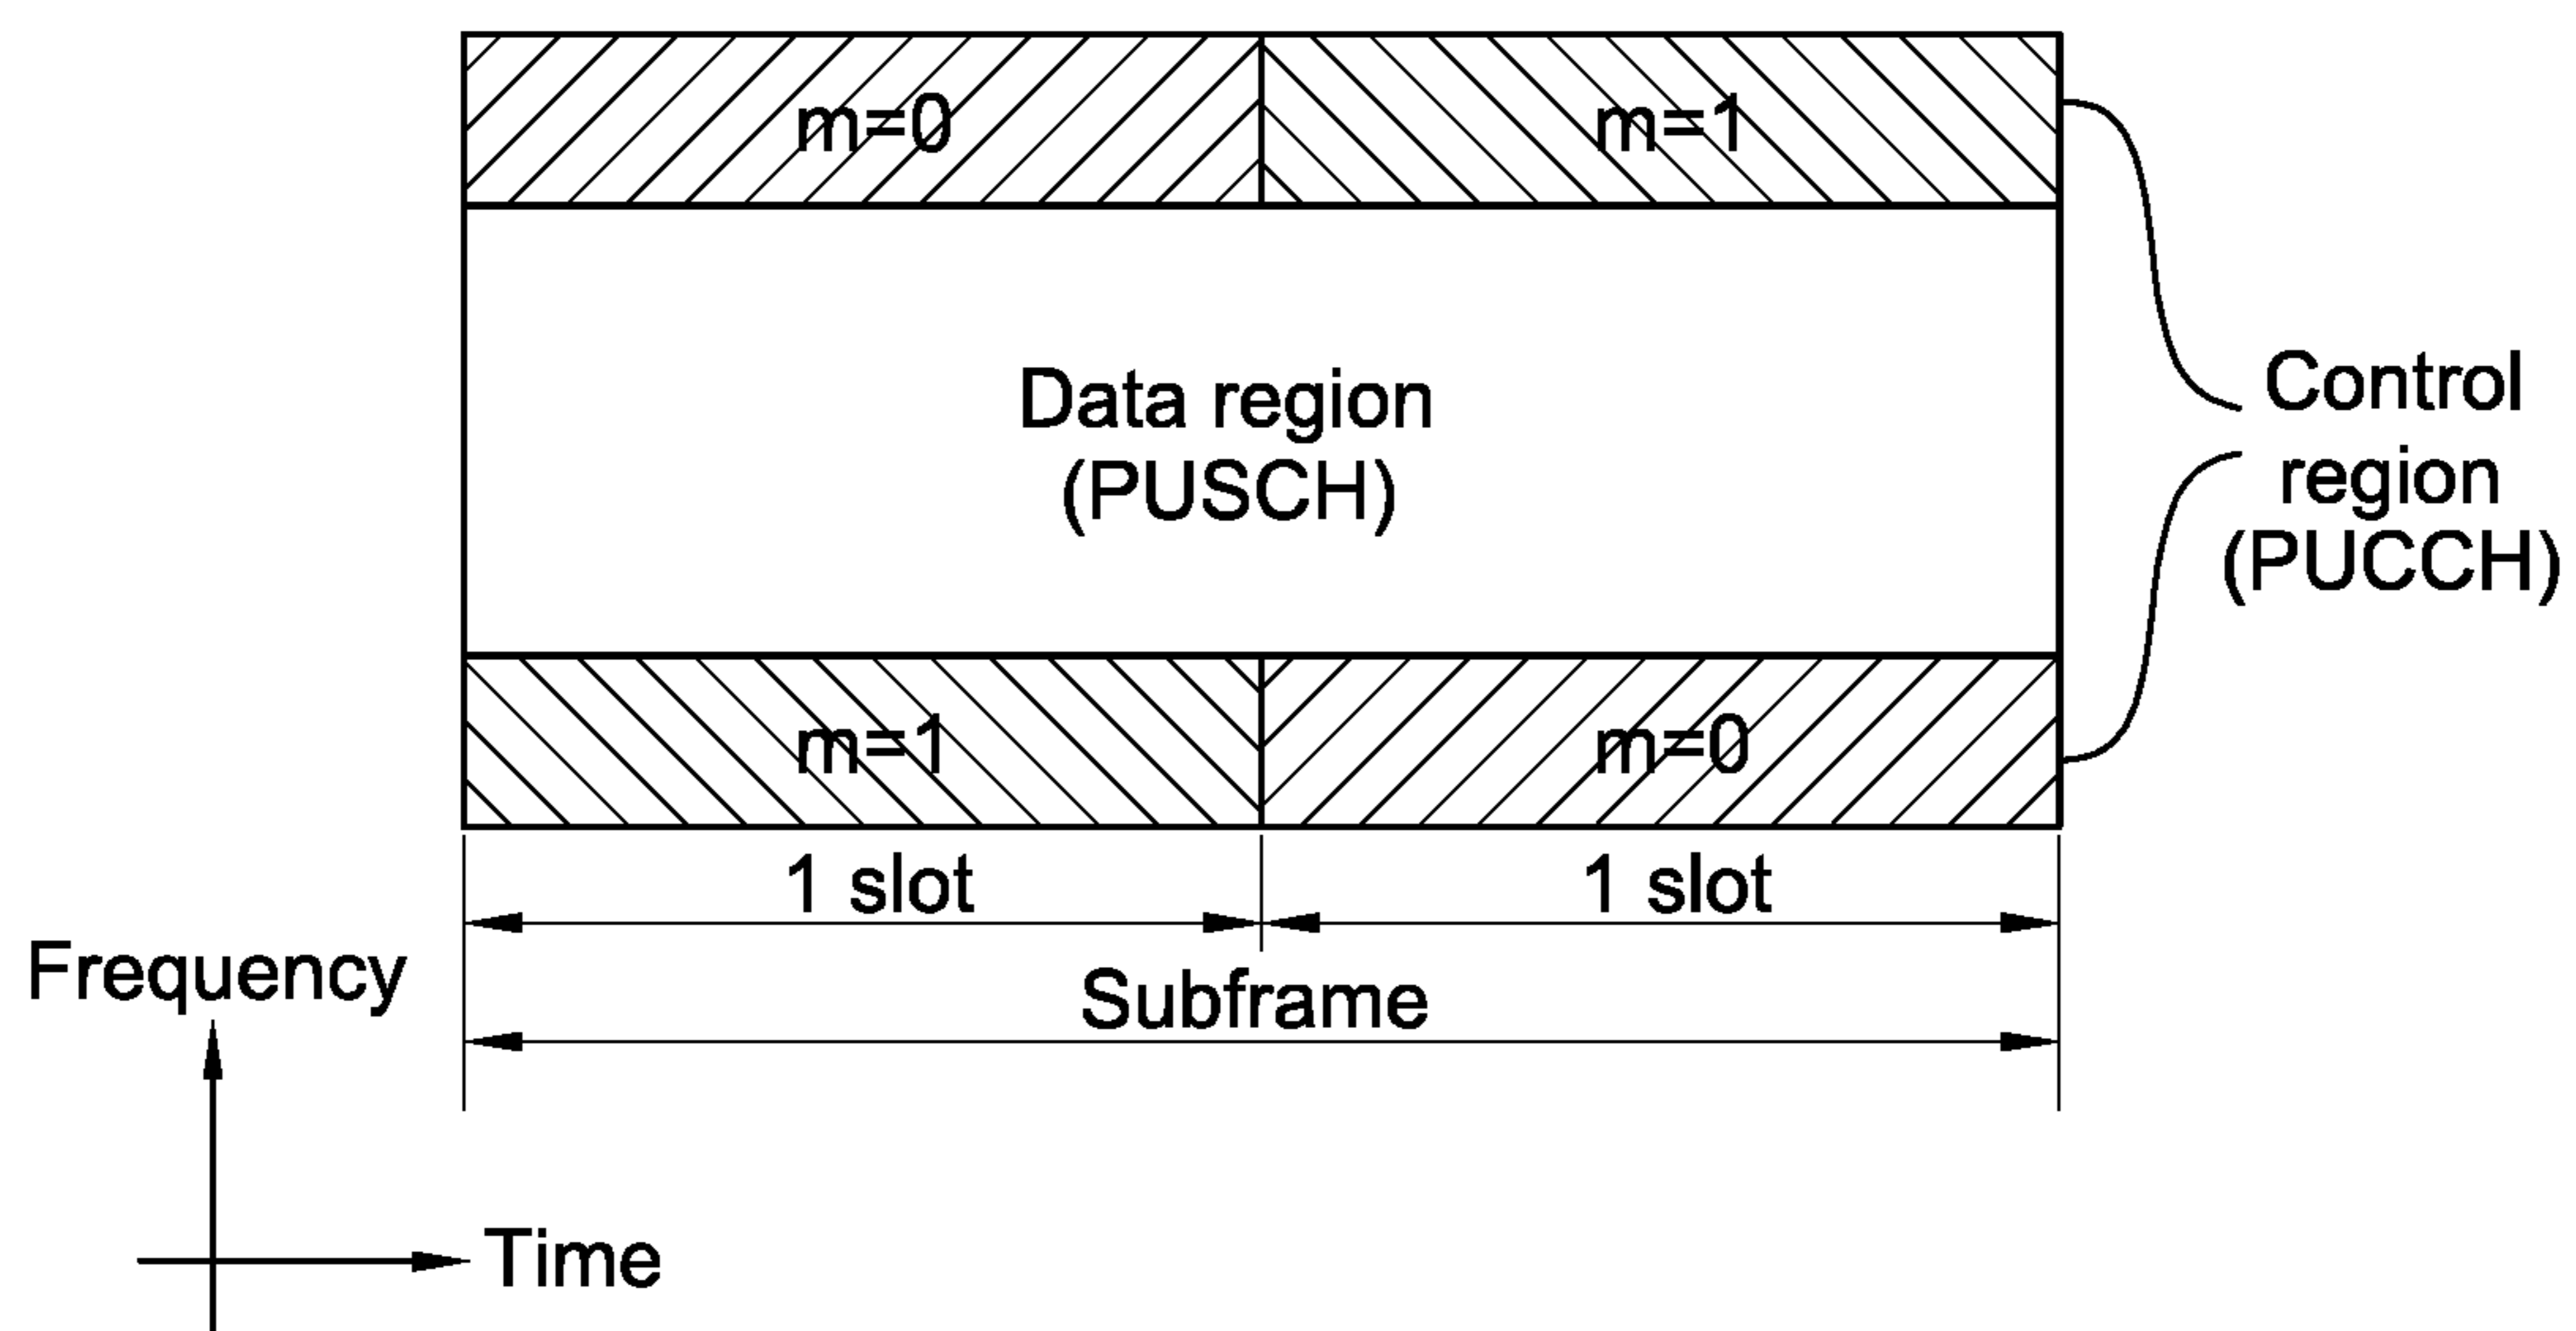 m=0
m=1
Data region
(PUSCH)
Control
region
(PUCCH)
m=1
m=0
1 slot
1 slot
Subframe
Frequency
Time